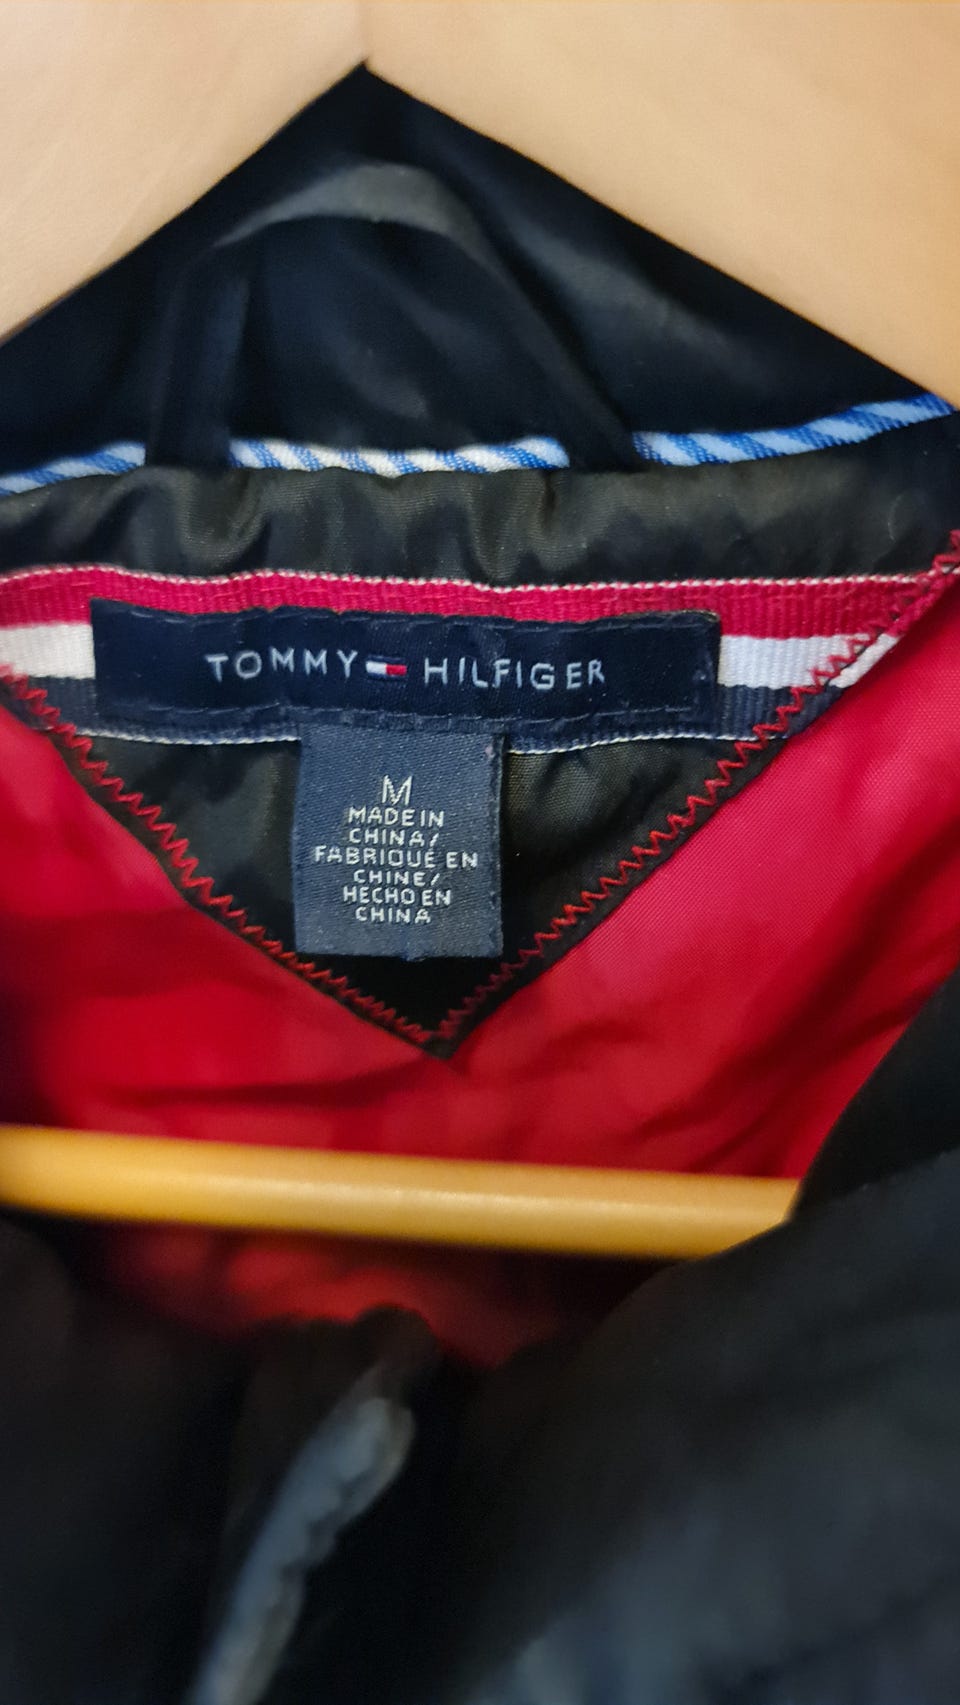 TOMMY HILFIGER
M
MADE IN
CHINA/
FABRIQUÉ EN
CHINE/
HECHO EN
CHINA